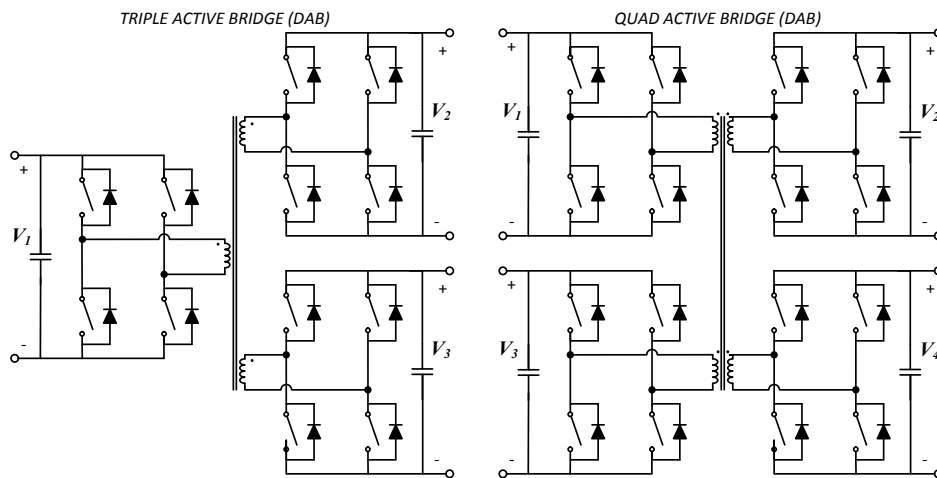 TRIPLE ACTIVE BRIDGE (DAB)
+
V2
-
+
V1
-
+
V3
-
QUAD ACTIVE BRIDGE (DAB)
+
V1
-
+
V2
-
+
V3
-
+
V4
-